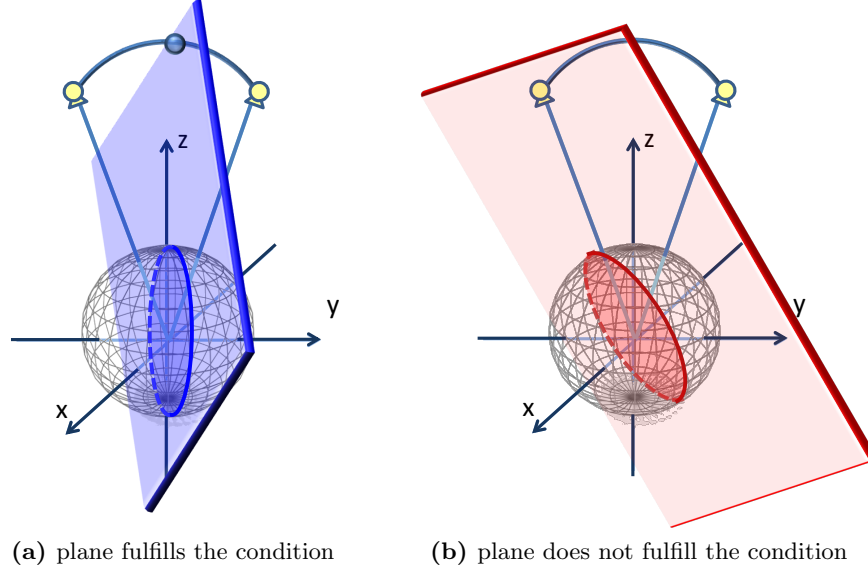 z
y
x
z
y
x
(a) plane fulfills the condition
(b) plane does not fulfill the condition